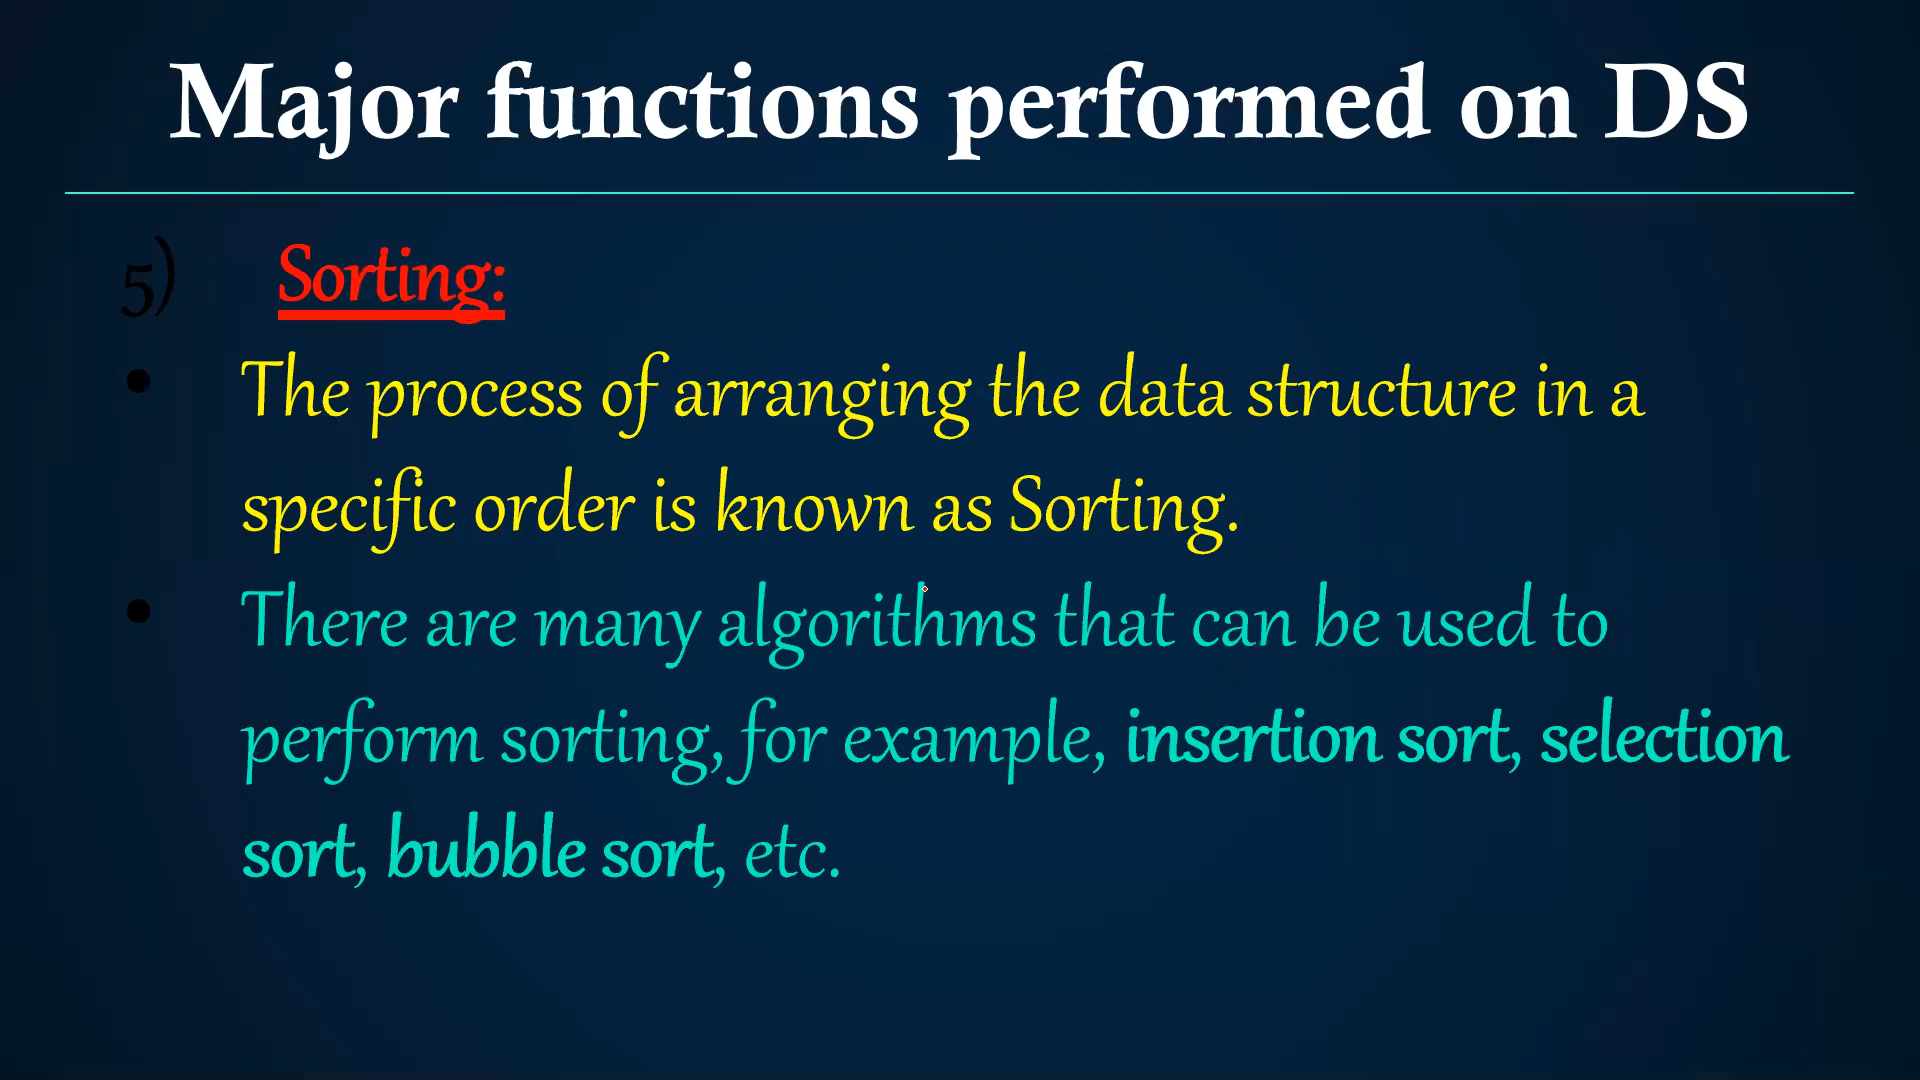 Major functions performed on DS
5) Sorting:
• The process of arranging the data structure in a
specific order is known as Sorting.
• There are many algorithms that can be used to
perform sorting, for example, insertion sort, selection
sort, bubble sort, etc.